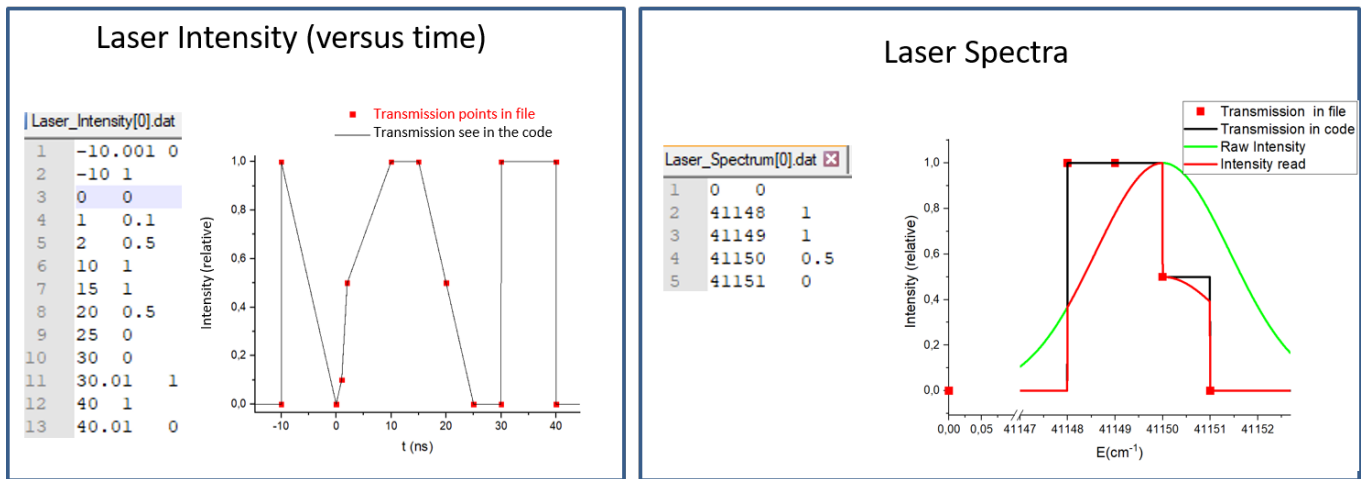 Laser Intensity (versus time)
Laser_Intensity[0].dat
1 -10.001 0
2 -10 1
3 0 0
4 1 0.1
5 2 0.5
6 10 1
7 15 1
8 20 0.5
9 25 0
10 30 0
11 30.01 1
12 40 1
13 40.01 0
Transmission points in file
Transmission see in the code
Intensity (relative)
1,0
0,8
0,6
0,4
0,2
0,0
-10 0 10 20 30 40
t (ns)
Laser Spectra
Laser_Spectrum[0].dat
1 0 0
2 41148 1
3 41149 1
4 41150 0.5
5 41151 0
Transmission in file
Transmission in code
Raw Intensity
Intensity read
Intensity (relative)
1,0
0,8
0,6
0,4
0,2
0,0
0,00 0,05 41147 41148 41149 41150 41151 41152
E(cm⁻¹)